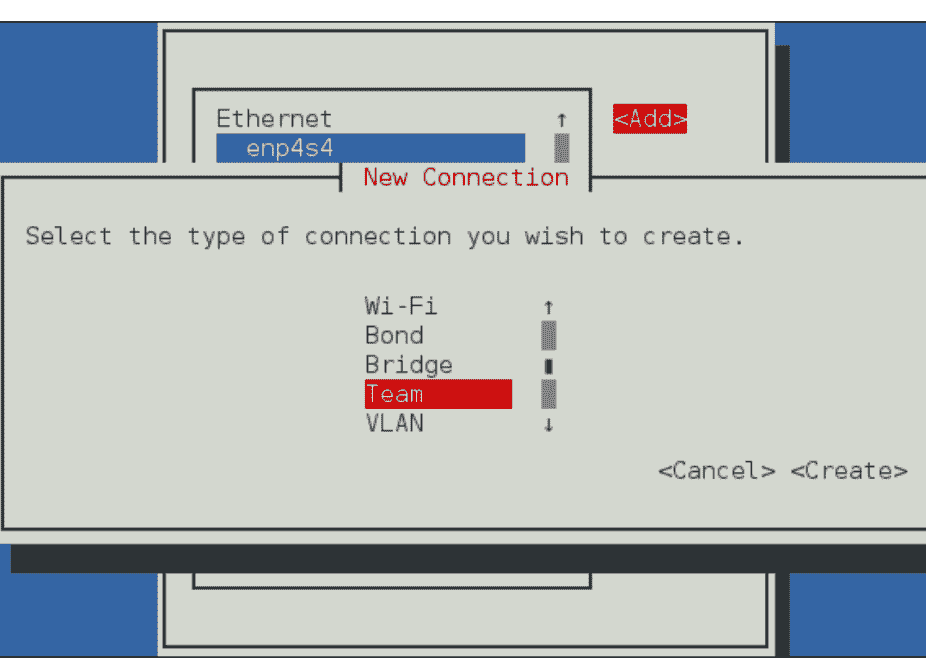 Ethernet ↑ <Add>
enp4s4
New Connection
Select the type of connection you wish to create.
Wi-Fi ↑
Bond
Bridge
Team
VLAN ↓
<Cancel> <Create>